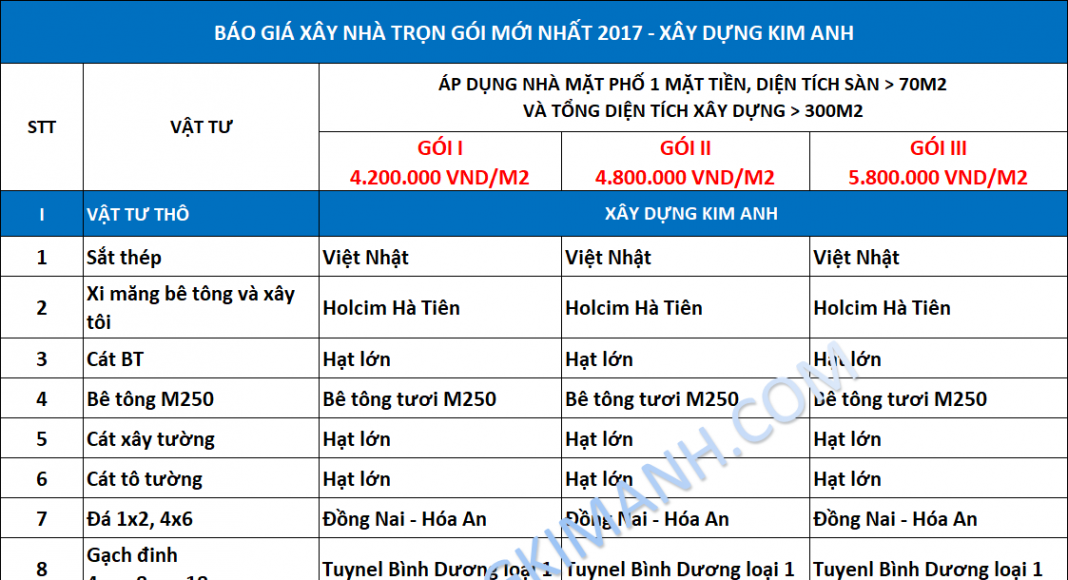 BÁO GIÁ XÂY NHÀ TRỌN GÓI MỚI NHẤT 2017 - XÂY DỰNG KIM ANH
STT VẬT TƯ ÁP DỤNG NHÀ MẶT PHỐ 1 MẶT TIỀN, DIỆN TÍCH SÀN > 70M2
VÀ TỔNG DIỆN TÍCH XÂY DỰNG > 300M2
GÓI I GÓI II GÓI III
4.200.000 VND/M2 4.800.000 VND/M2 5.800.000 VND/M2
I VẬT TƯ THÔ XÂY DỰNG KIM ANH
1 Sắt thép Việt Nhật Việt Nhật Việt Nhật
2 Xi măng bê tông và xây tôi Holcim Hà Tiên Holcim Hà Tiên Holcim Hà Tiên
3 Cát BT Hạt lớn Hạt lớn Hạt lớn
4 Bê tông M250 Bê tông tươi M250 Bê tông tươi M250 Bê tông tươi M250
5 Cát xây tường Hạt lớn Hạt lớn Hạt lớn
6 Cát tô tường Hạt lớn Hạt lớn Hạt lớn
7 Đá 1x2, 4x6 Đồng Nai - Hóa An Đồng Nai - Hóa An Đồng Nai - Hóa An
8 Gạch đinh Tuynel Bình Dương loại 1 Tuynel Bình Dương loại 1 Tuyenl Bình Dương loại 1
GKIMANH.COM